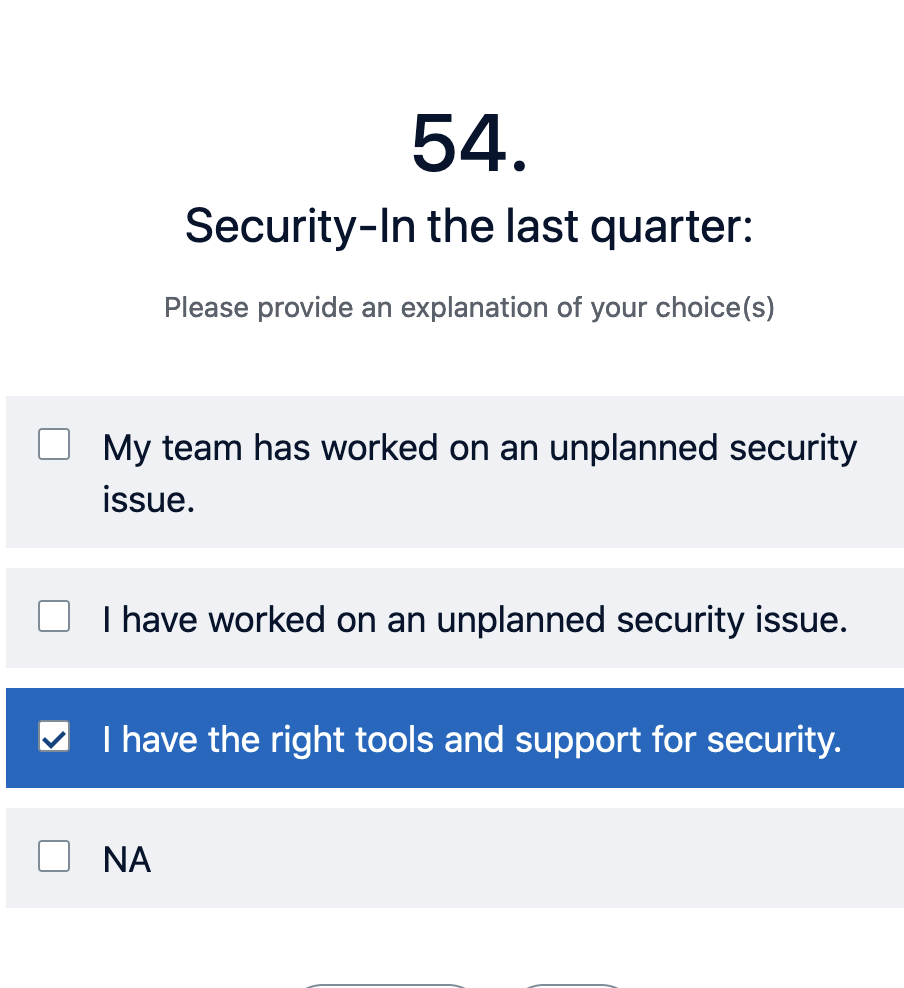 54.
Security-In the last quarter:
Please provide an explanation of your choice(s)
My team has worked on an unplanned security
issue.
I have worked on an unplanned security issue.
I have the right tools and support for security.
NA